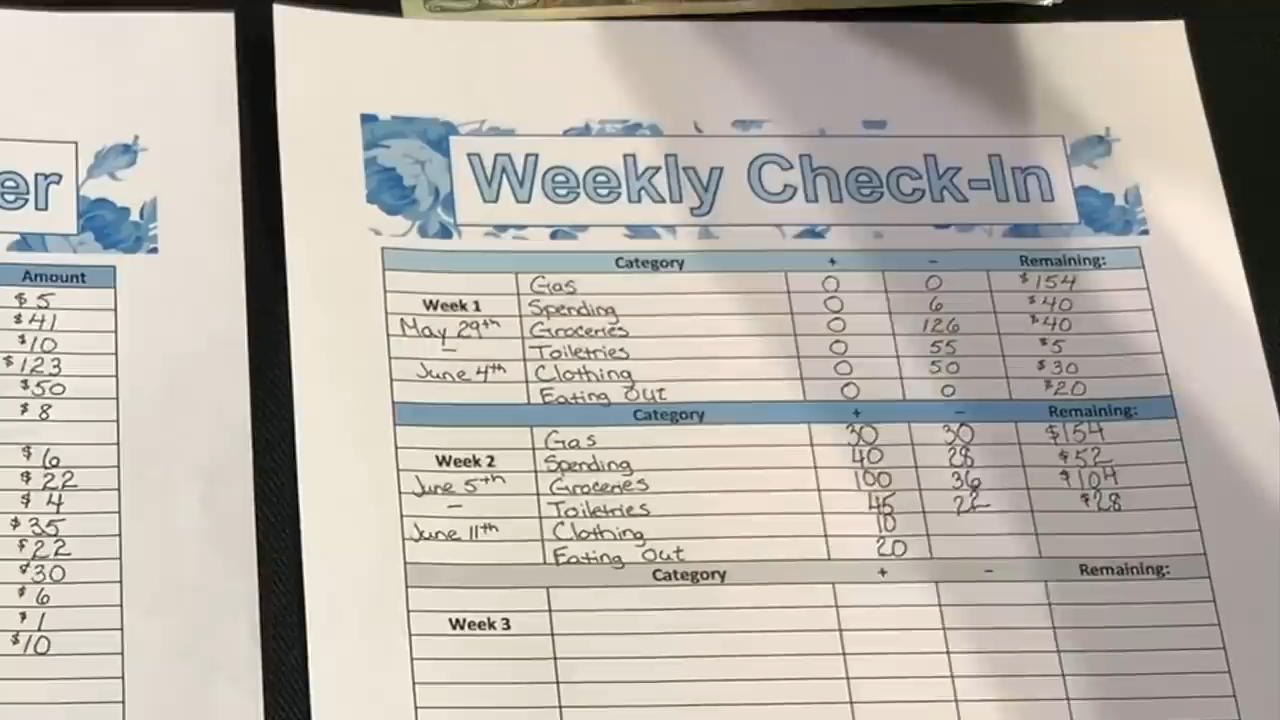 er
Amount
$5
$41
$10
$123
$50
$8
$6
$22
$4
$35
$22
$30
$6
$1
$10
Weekly Check-In
Category + - Remaining:
Gas 0 0 $154
Week 1 Spending 0 6 $40
May 29th Groceries 0 126 $40
- Toiletries 0 55 $5
June 4th Clothing 0 50 $30
Eating Out 0 0 $20
Category + - Remaining:
Gas 30 30 $154
Week 2 Spending 40 28 $52
June 5th Groceries 100 36 $104
- Toiletries 45 22 $28
June 11th Clothing 10
Eating Out 20
Category + - Remaining:
Week 3